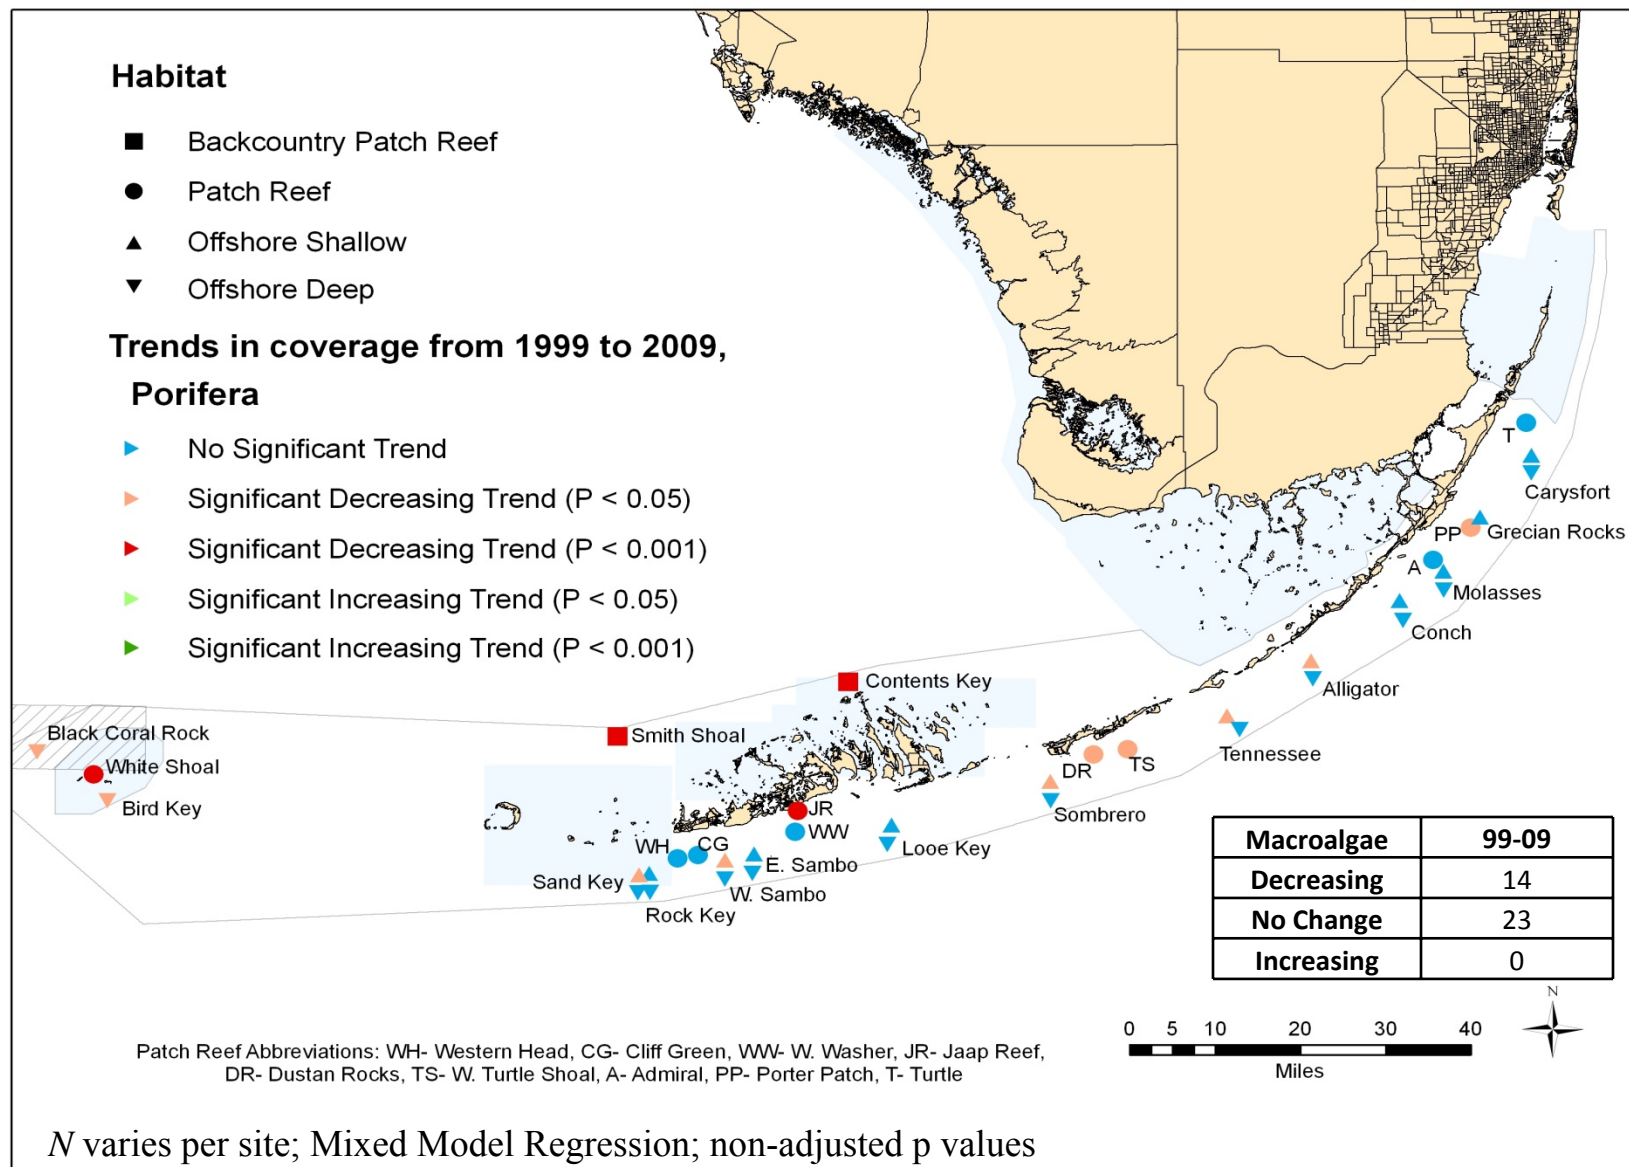 Habitat
Backcountry Patch Reef
Patch Reef
Offshore Shallow
Offshore Deep
Trends in coverage from 1999 to 2009,
Porifera
No Significant Trend
Significant Decreasing Trend (P < 0.05)
Significant Decreasing Trend (P < 0.001)
Significant Increasing Trend (P < 0.05)
Significant Increasing Trend (P < 0.001)
T
Carysfort
PP
Grecian Rocks
A
Molasses
Conch
Alligator
Tennessee
Contents Key
Smith Shoal
Black Coral Rock
White Shoal
Bird Key
DR
TS
Sombrero
JR
WW
Looe Key
WH
CG
E. Sambo
W. Sambo
Sand Key
Rock Key
Macroalgae 99-09
Decreasing 14
No Change 23
Increasing 0
N
0 5 10 20 30 40
Miles
Patch Reef Abbreviations: WH- Western Head, CG- Cliff Green, WW- W. Washer, JR- Jaap Reef,
DR- Dustan Rocks, TS- W. Turtle Shoal, A- Admiral, PP- Porter Patch, T- Turtle
N varies per site; Mixed Model Regression; non-adjusted p values